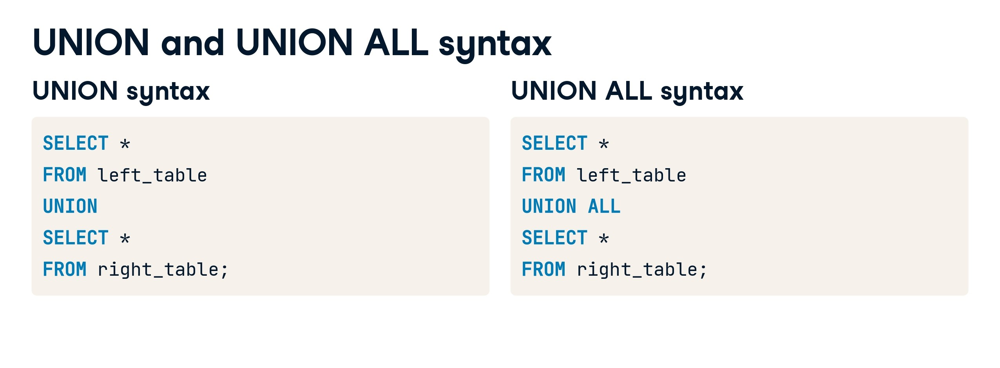 UNION and UNION ALL syntax
UNION syntax
SELECT *
FROM left_table
UNION
SELECT *
FROM right_table;
UNION ALL syntax
SELECT *
FROM left_table
UNION ALL
SELECT *
FROM right_table;